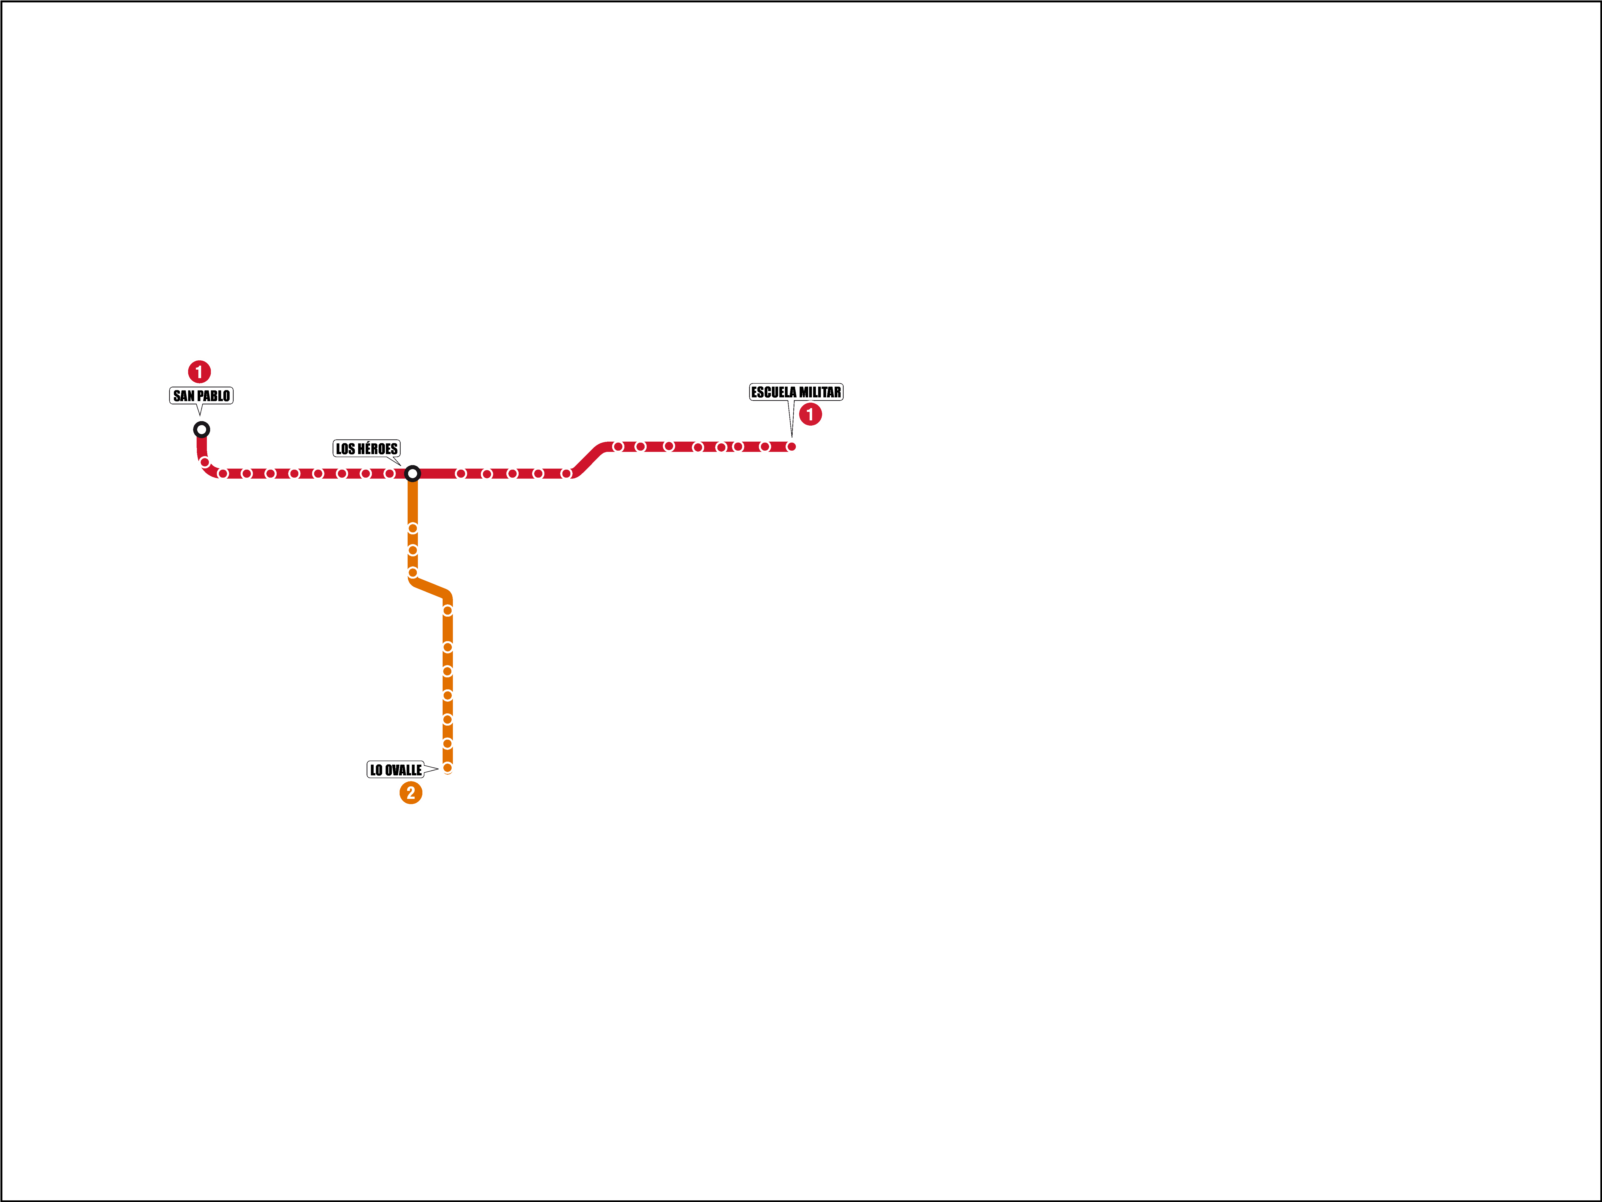 1
SAN PABLO
ESCUELA MILITAR
1
LOS HÉROES
LO OVALLE
2